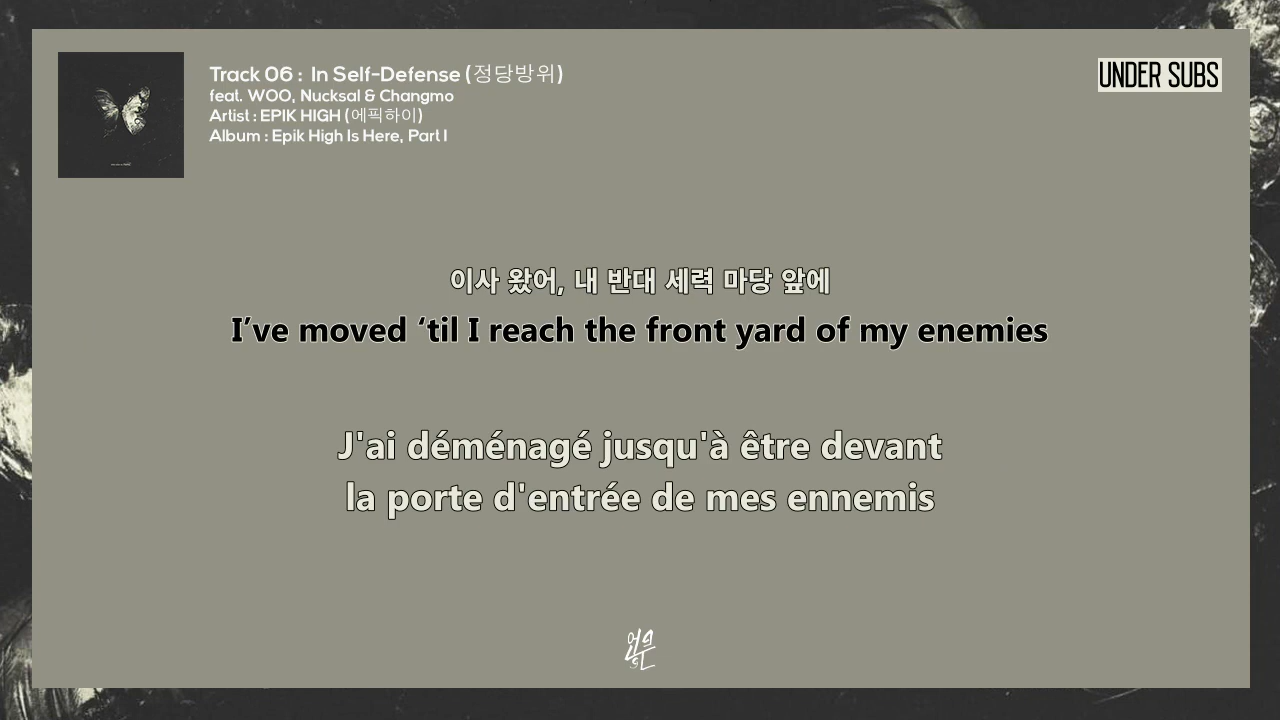 Track 06 : In Self-Defense (정당방위)
feat. WOO, Nucksal & Changmo
Artist : EPIK HIGH (에픽하이)
Album : Epik High Is Here, Part I
UNDER SUBS
이사 왔어, 내 반대 세력 마당 앞에
I’ve moved ‘til I reach the front yard of my enemies
J'ai déménagé jusqu'à être devant
la porte d'entrée de mes ennemis